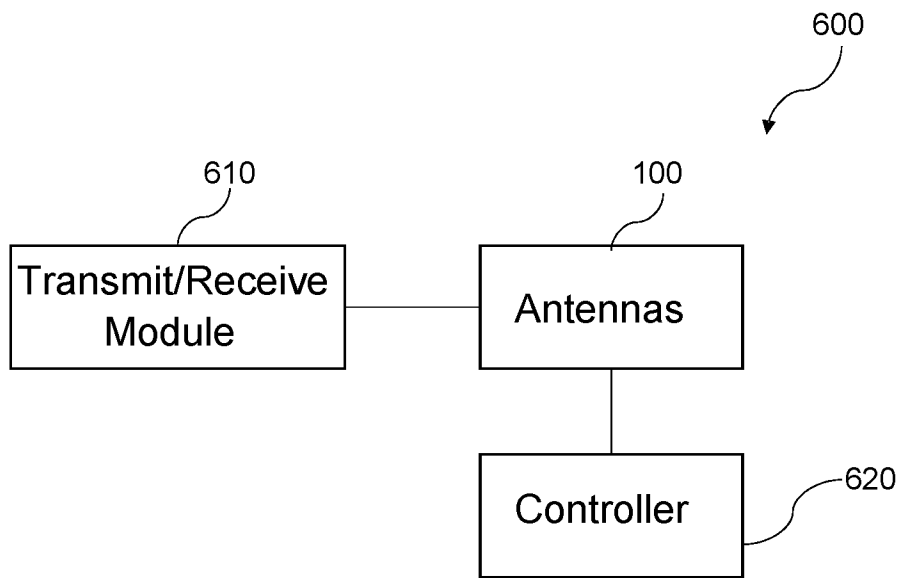 600
610
100
Transmit/Receive
Module
Antennas
Controller
620